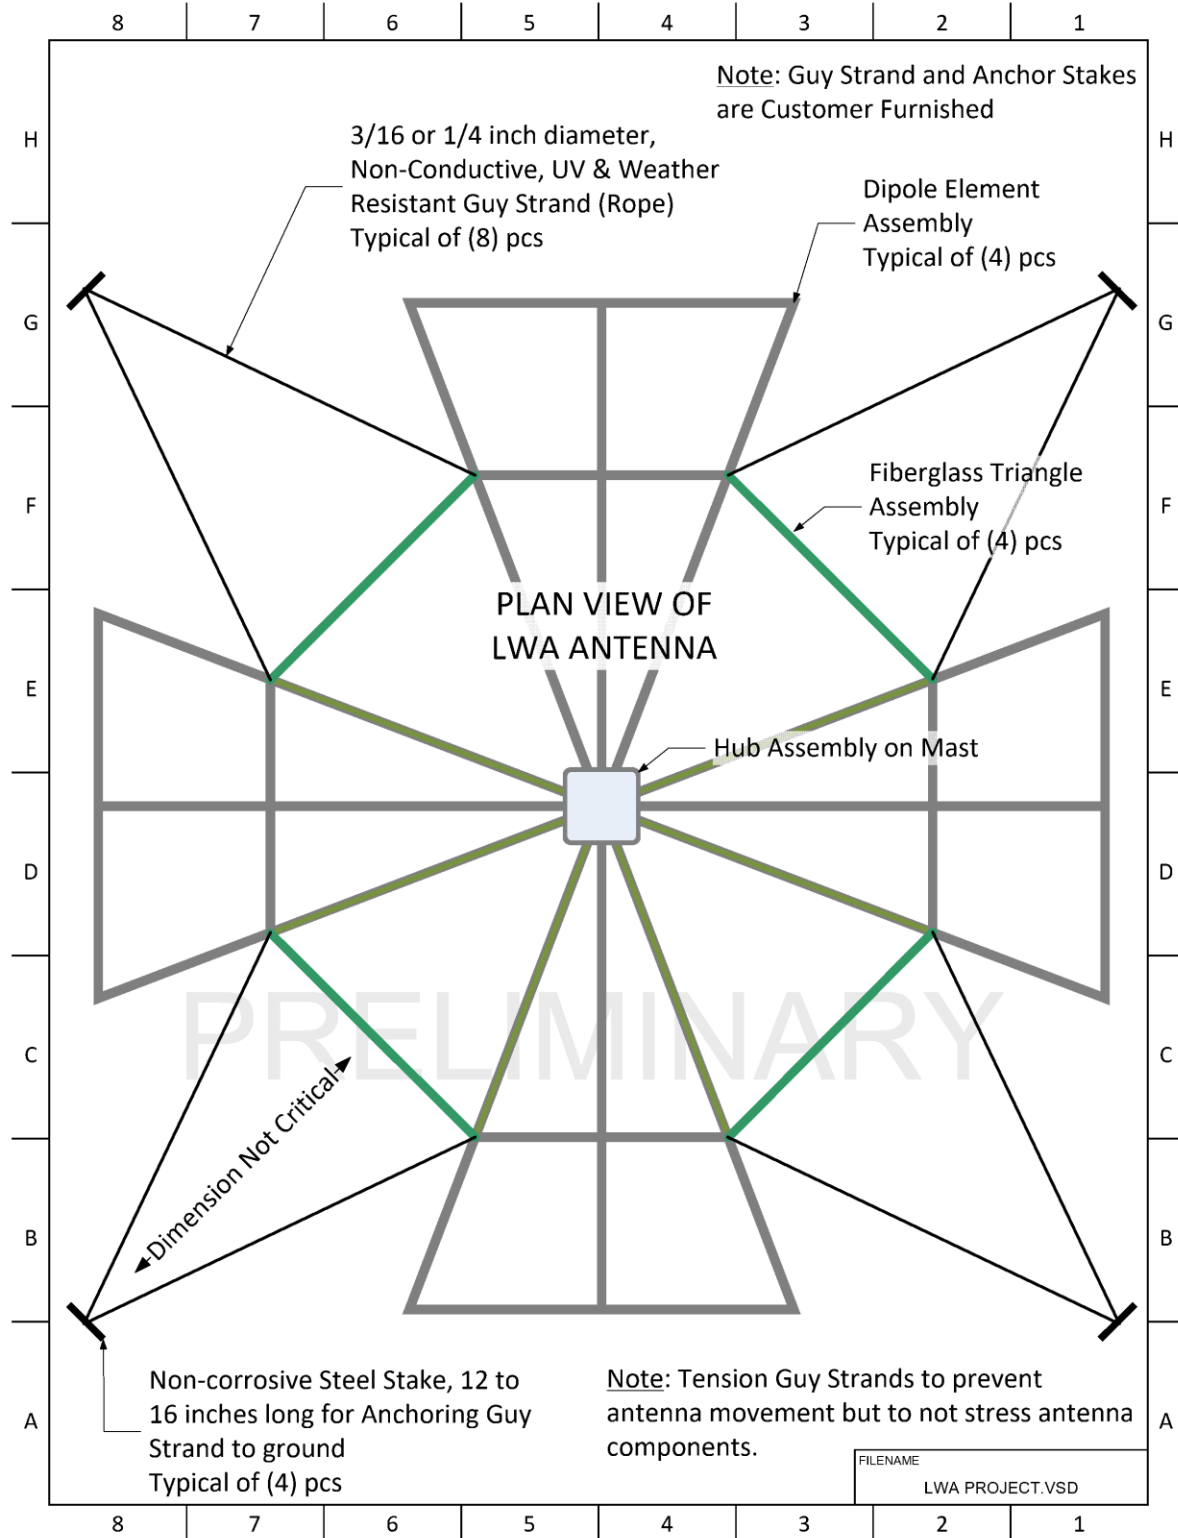 8 7 6 5 4 3 2 1
Note: Guy Strand and Anchor Stakes
are Customer Furnished
H H
3/16 or 1/4 inch diameter,
Non-Conductive, UV & Weather
Resistant Guy Strand (Rope)
Typical of (8) pcs
Dipole Element
Assembly
Typical of (4) pcs
G G
Fiberglass Triangle
Assembly
Typical of (4) pcs
F F
PLAN VIEW OF
LWA ANTENNA
E E
Hub Assembly on Mast
D D
PRELIMINARY
C C
Dimension Not Critical
B B
Non-corrosive Steel Stake, 12 to
16 inches long for Anchoring Guy
Strand to ground
Typical of (4) pcs
Note: Tension Guy Strands to prevent
antenna movement but to not stress antenna
components.
A A
FILENAME
LWA PROJECT.VSD
8 7 6 5 4 3 2 1